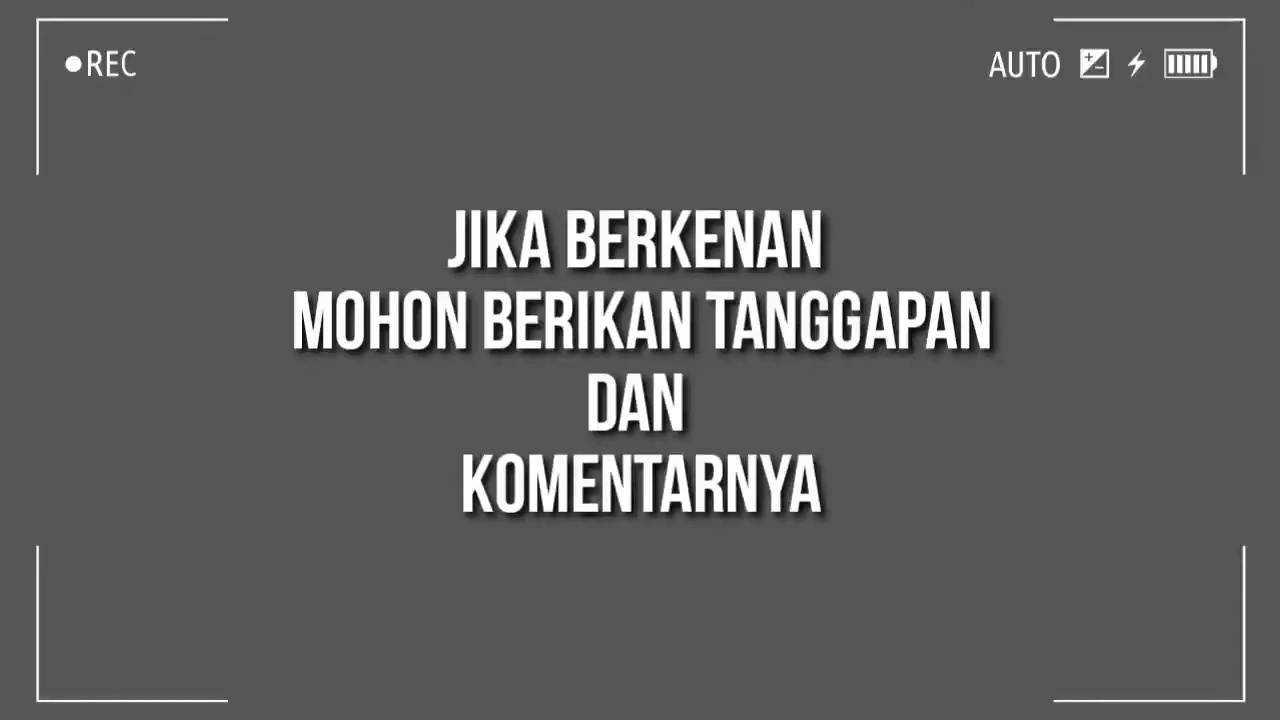 REC
AUTO
JIKA BERKENAN
MOHON BERIKAN TANGGAPAN
DAN
KOMENTARNYA